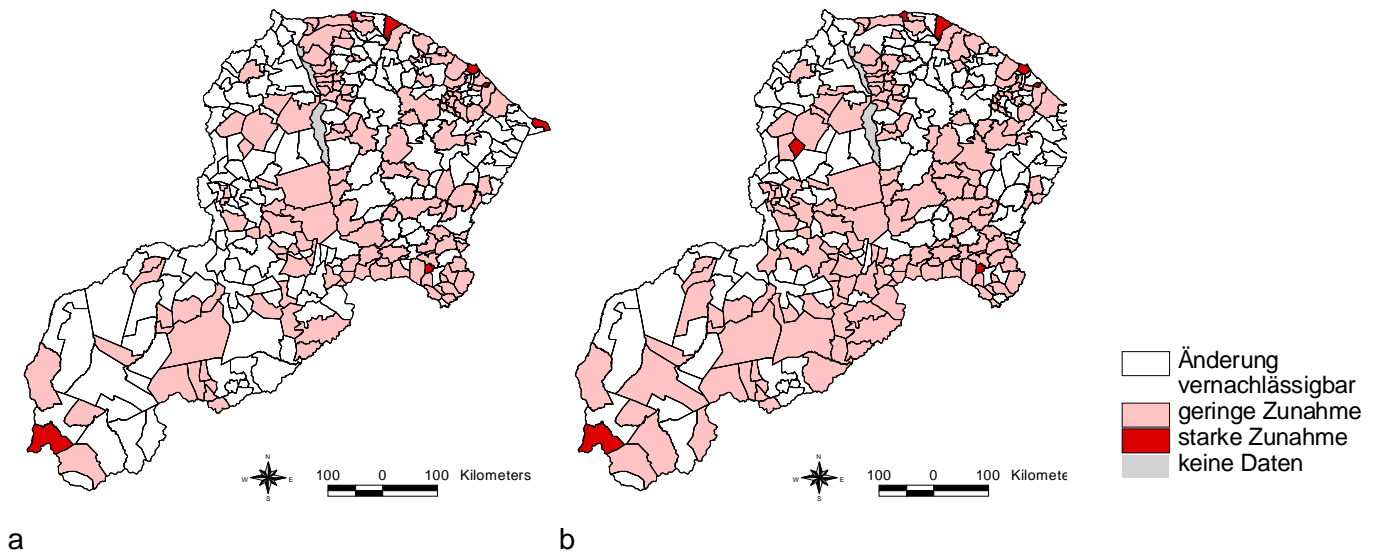 N
W E
S
100 0 100 Kilometers
N
W E
S
100 0 100 Kilomete
Änderung
vernachlässigbar
geringe Zunahme
starke Zunahme
keine Daten
a b